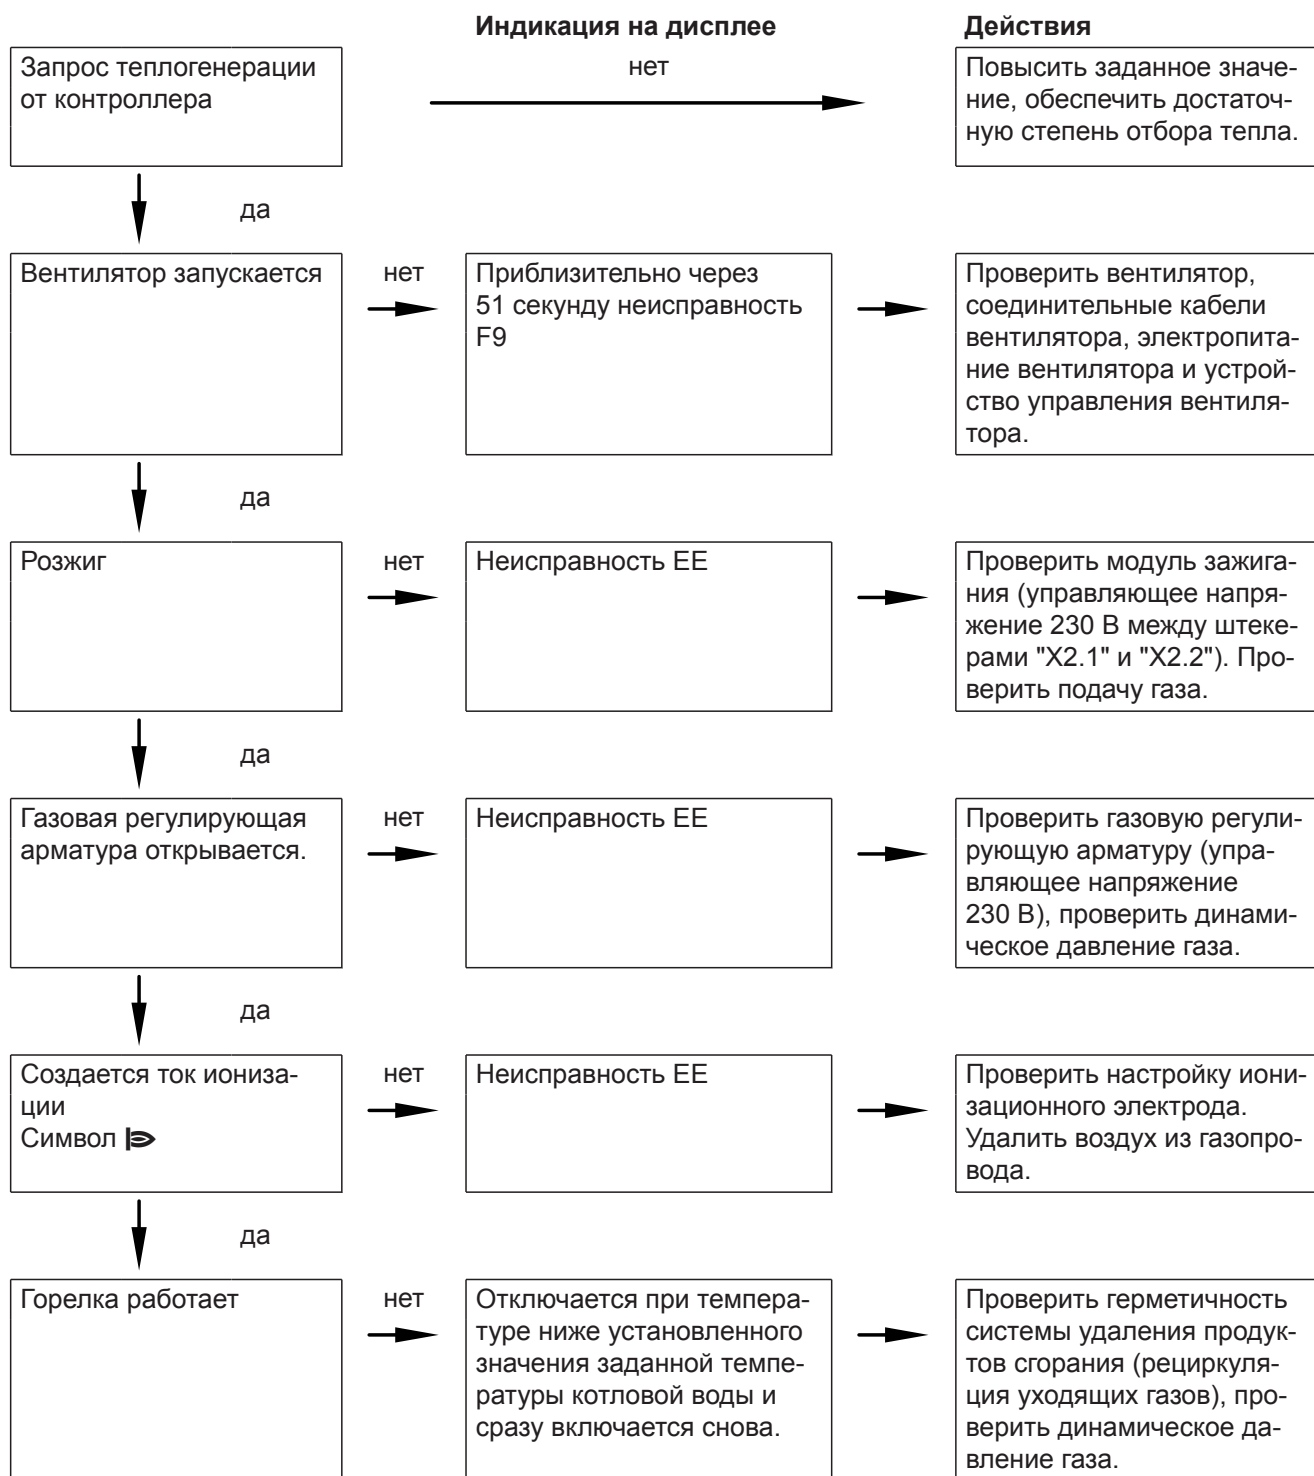 Индикация на дисплее
Действия
Запрос теплогенерации
от контроллера
нет
Повысить заданное значе-
ние, обеспечить достаточ-
ную степень отбора тепла.
да
Вентилятор запускается
нет
Приблизительно через
51 секунду неисправность
F9
Проверить вентилятор,
соединительные кабели
вентилятора, электропита-
ние вентилятора и устрой-
ство управления вентиля-
тора.
да
Розжиг
нет
Неисправность EE
Проверить модуль зажига-
ния (управляющее напря-
жение 230 В между штеке-
рами "X2.1" и "X2.2"). Про-
верить подачу газа.
да
Газовая регулирующая
арматура открывается.
нет
Неисправность EE
Проверить газовую регули-
рующую арматуру (упра-
вляющее напряжение
230 В), проверить динами-
ческое давление газа.
да
Создается ток иониза-
ции
Символ
нет
Неисправность EE
Проверить настройку иони-
зационного электрода.
Удалить воздух из газопро-
вода.
да
Горелка работает
нет
Отключается при темпера-
туре ниже установленного
значения заданной темпе-
ратуры котловой воды и
сразу включается снова.
Проверить герметичность
системы удаления продук-
тов сгорания (рециркуля-
ция уходящих газов), про-
верить динамическое да-
вление газа.